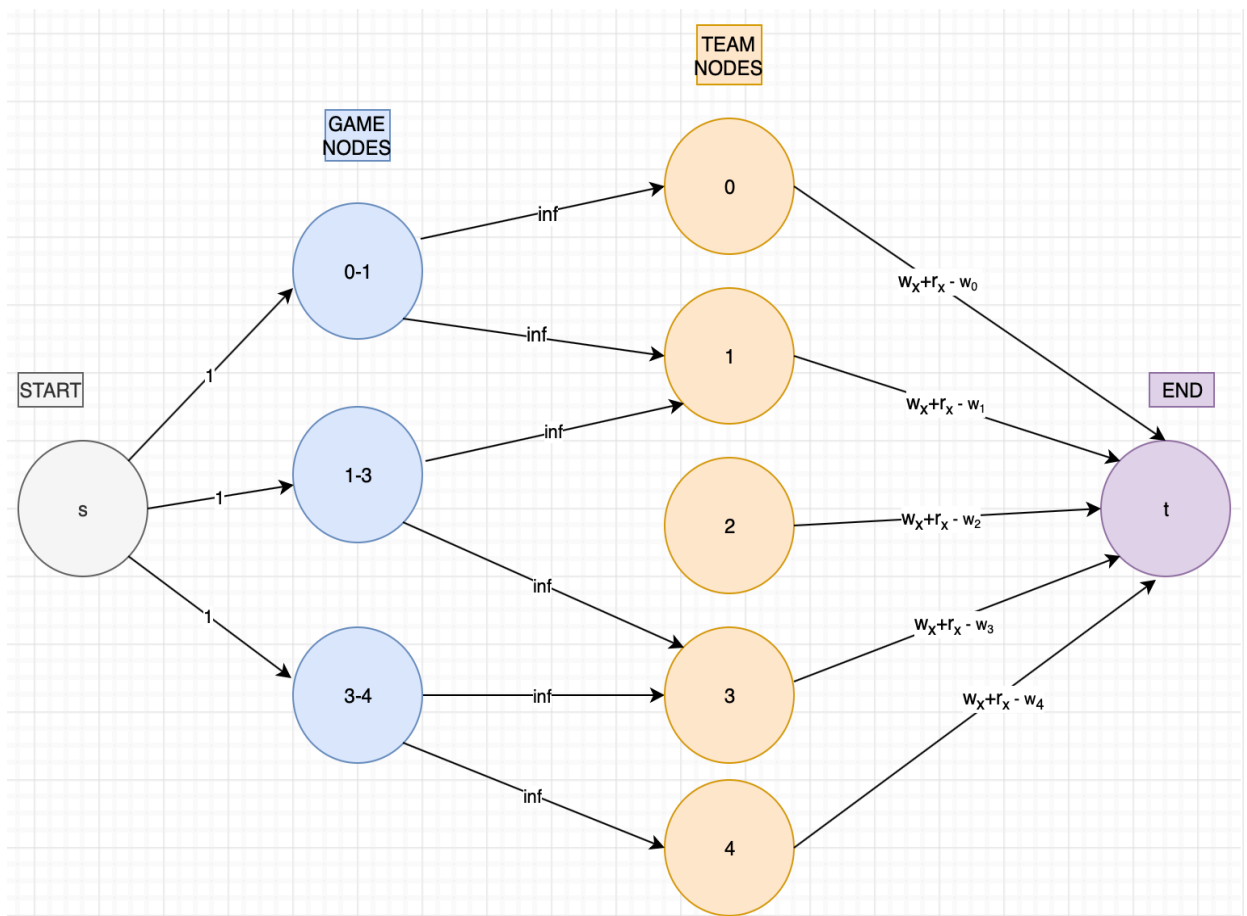 TEAM
NODES
GAME
NODES
0
inf
0-1
wₓ+rₓ - w₀
inf
1
1
START
END
wₓ+rₓ - w₁
inf
1-3
1
s
t
2
wₓ+rₓ - w₂
inf
1
wₓ+rₓ - w₃
3-4
inf
3
wₓ+rₓ - w₄
inf
4